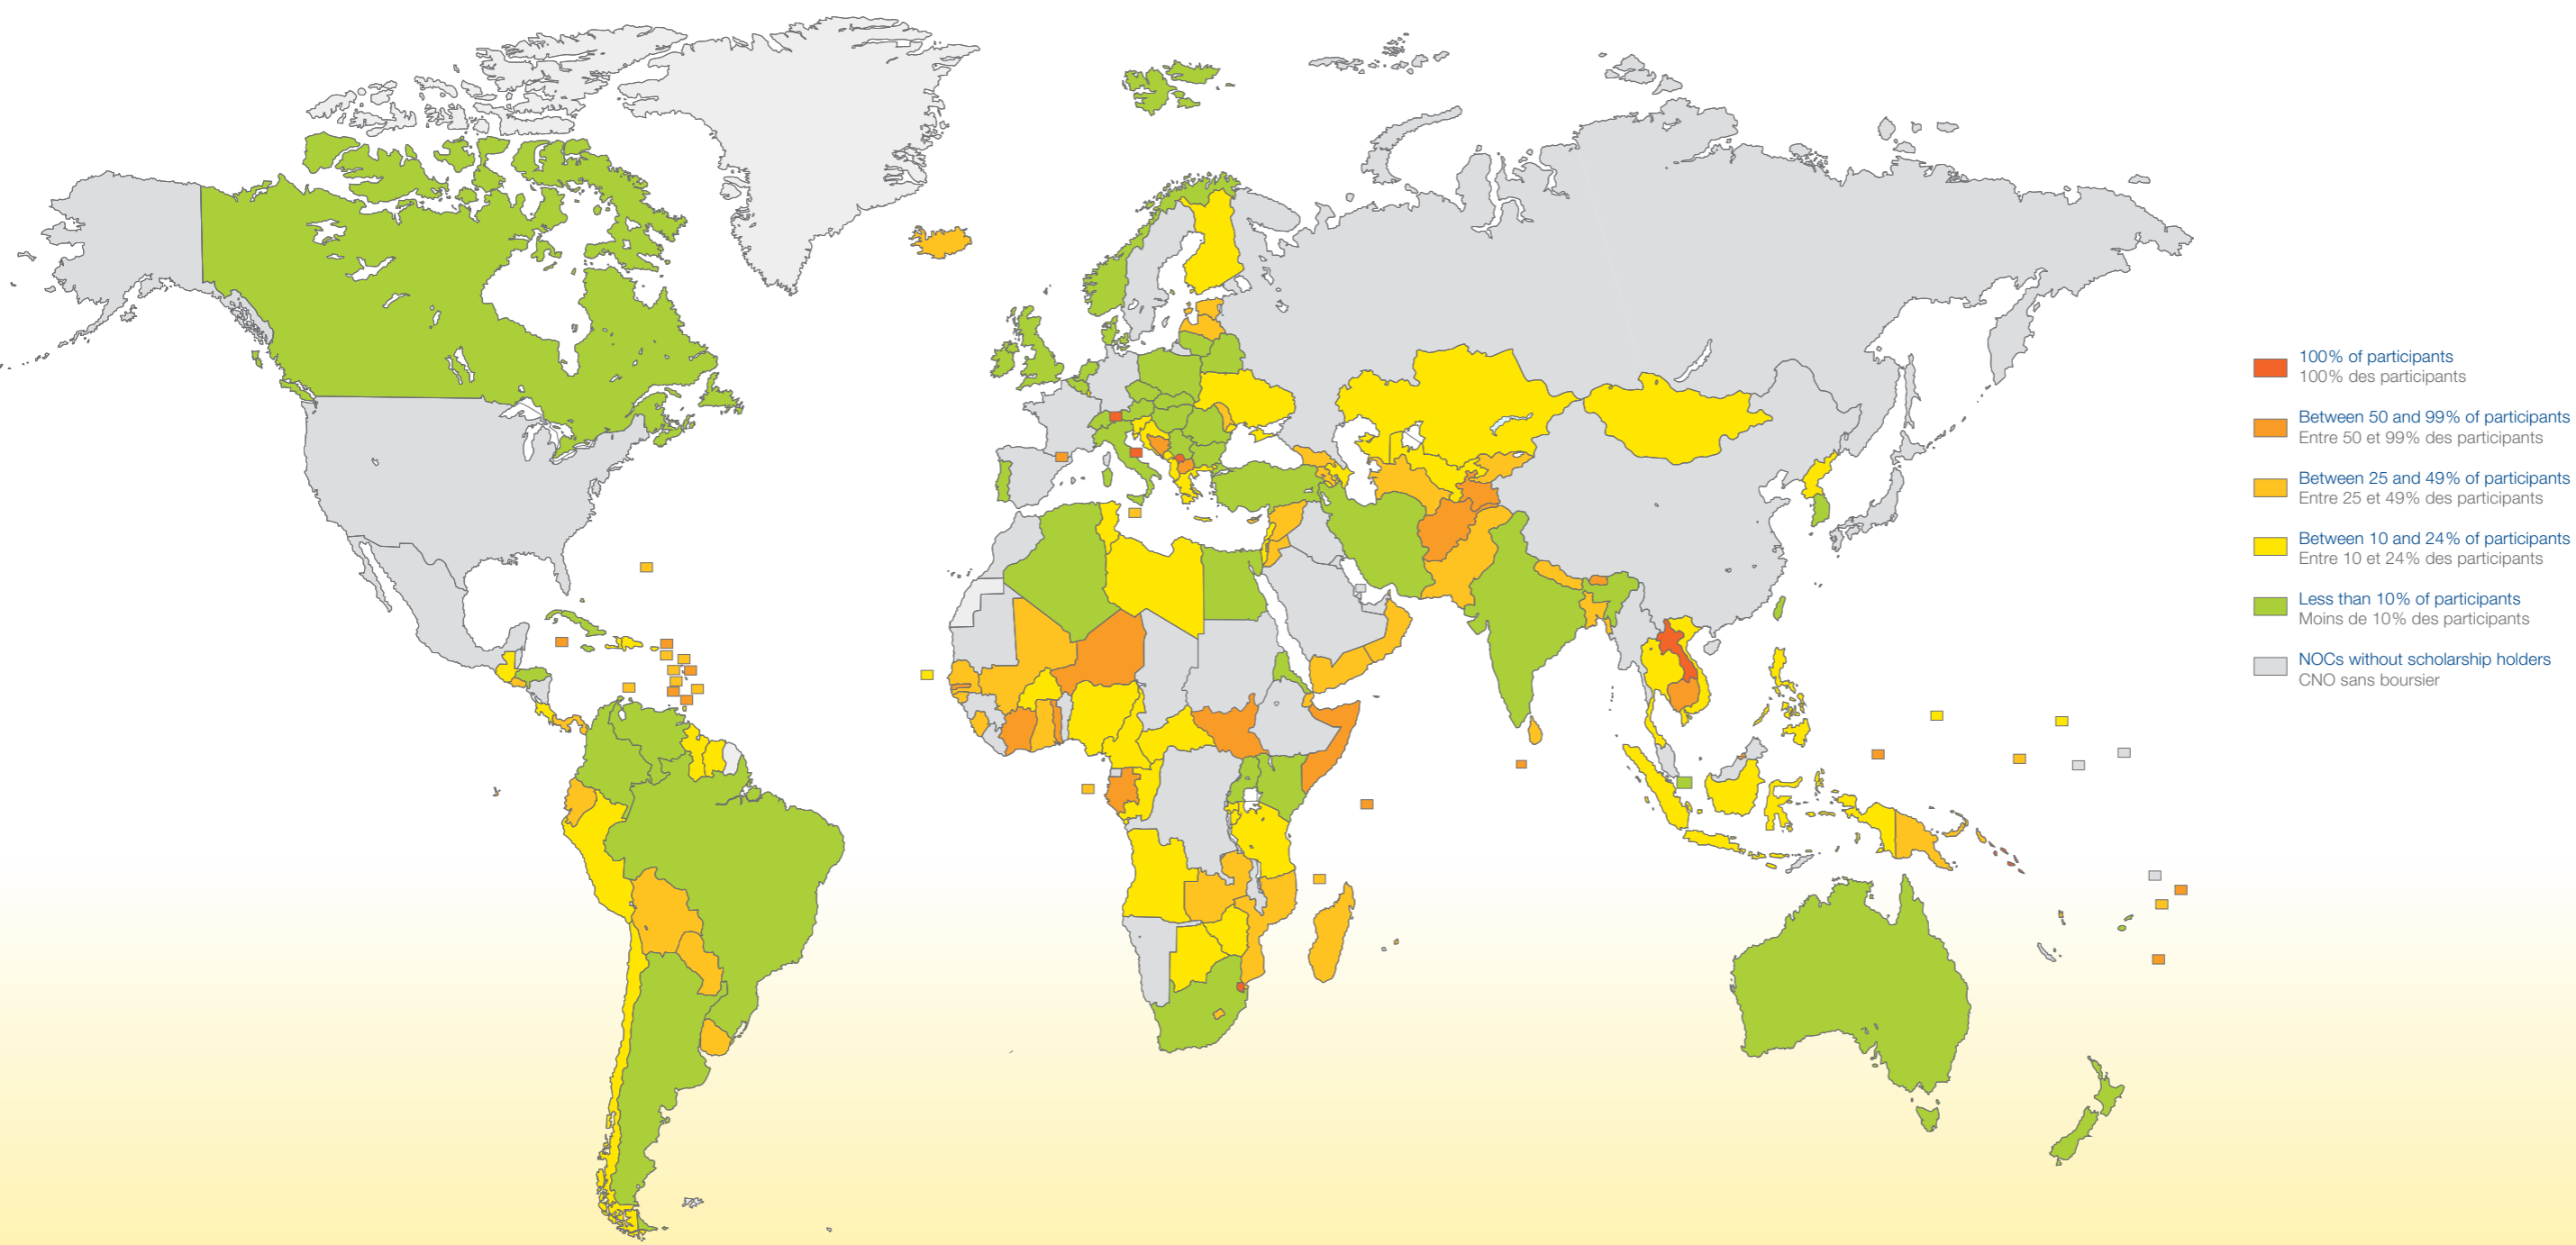 100% of participants
100% des participants
Between 50 and 99% of participants
Entre 50 et 99% des participants
Between 25 and 49% of participants
Entre 25 et 49% des participants
Between 10 and 24% of participants
Entre 10 et 24% des participants
Less than 10% of participants
Moins de 10% des participants
NOCs without scholarship holders
CNO sans boursier